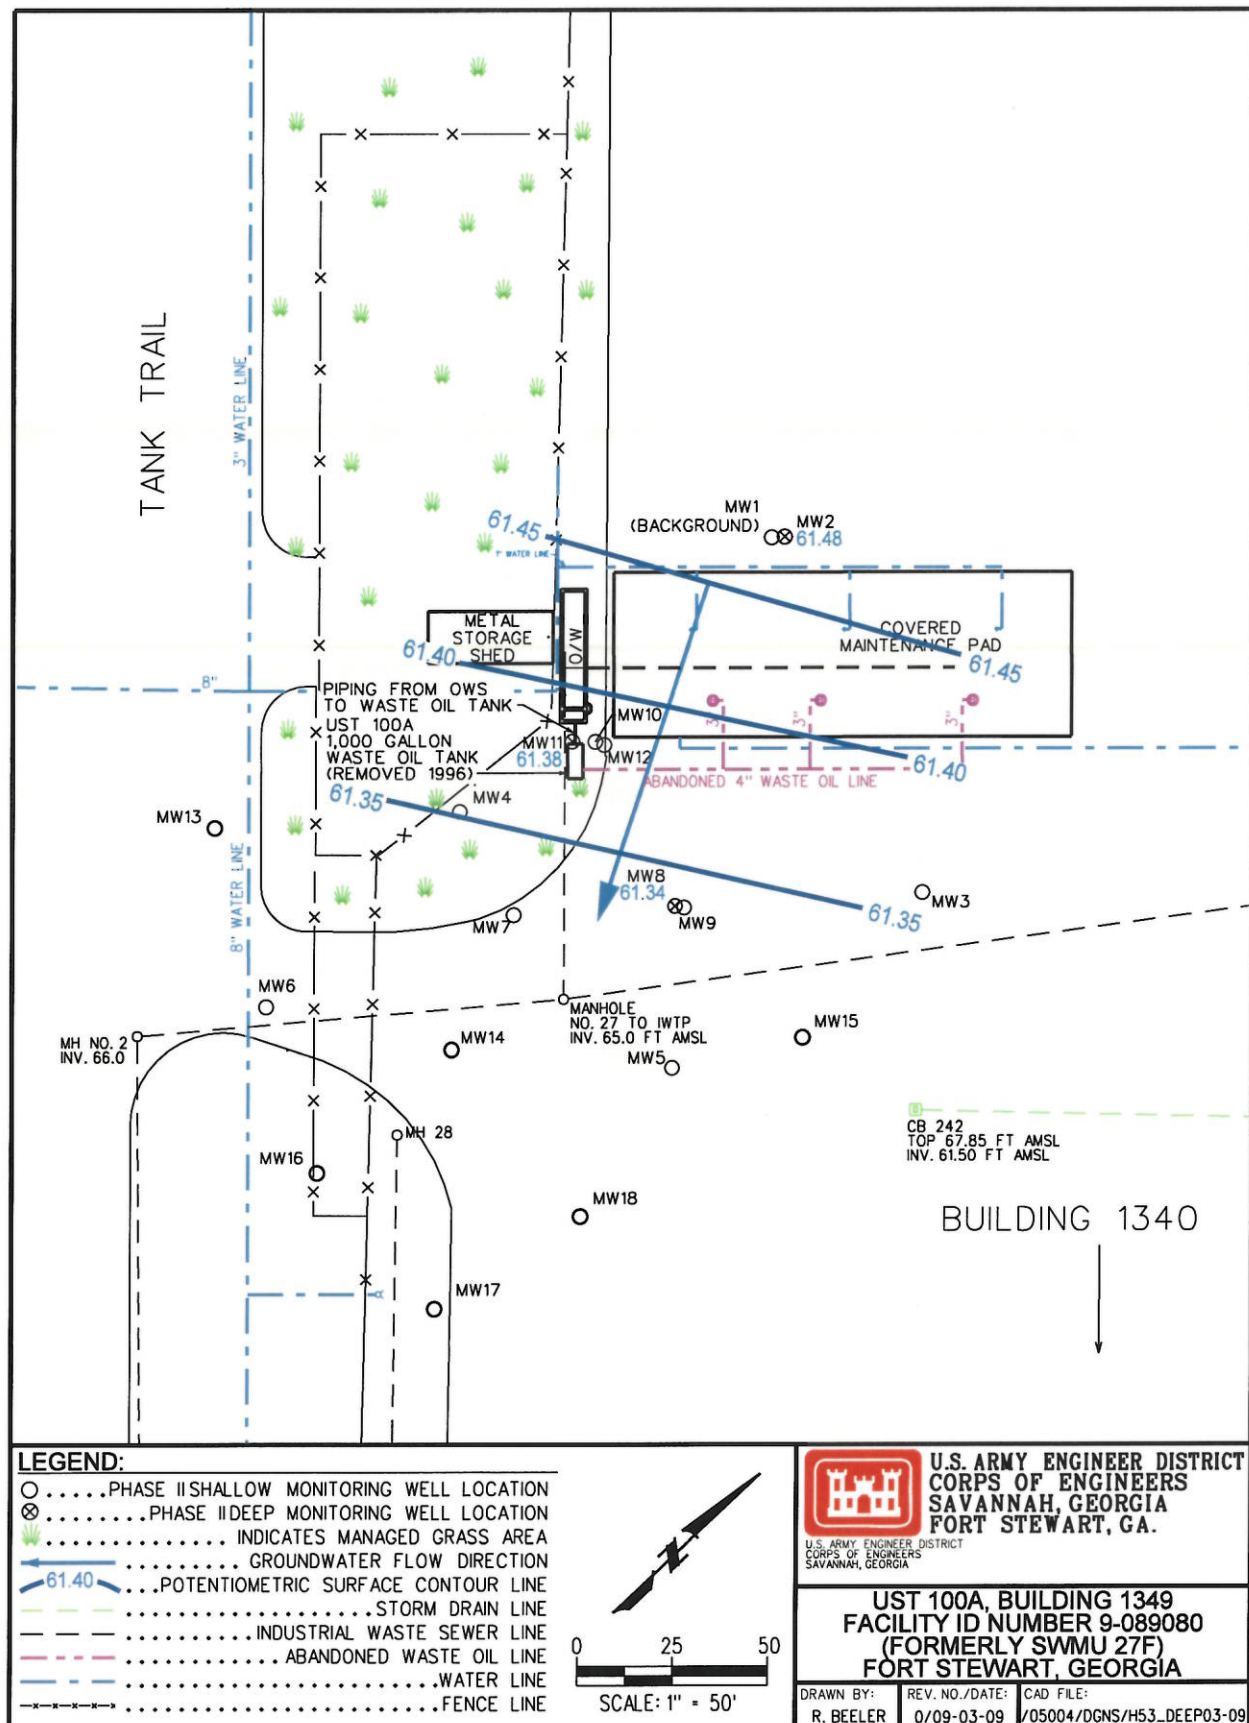 TANK TRAIL
3" WATER LINE
MW1
(BACKGROUND)
MW2
61.48
61.45
1" WATER LINE
METAL
STORAGE
SHED
O/W
COVERED
MAINTENANCE PAD
61.45
61.40
8"
PIPING FROM OWS
TO WASTE OIL TANK
UST 100A
1,000 GALLON
WASTE OIL TANK
(REMOVED 1996)
MW10
MW11
61.38
MW12
3"
3"
3"
61.40
ABANDONED 4" WASTE OIL LINE
61.35
MW4
MW13
8" WATER LINE
MW8
61.34
MW9
MW3
61.35
MW7
MW6
MANHOLE
NO. 27 TO IWTP
INV. 65.0 FT AMSL
MH NO. 2
INV. 66.0
MW14
MW15
MW5
MH 28
CB 242
TOP 67.85 FT AMSL
INV. 61.50 FT AMSL
MW16
MW18
BUILDING 1340
MW17
LEGEND:
.....PHASE II SHALLOW MONITORING WELL LOCATION
........PHASE II DEEP MONITORING WELL LOCATION
.............. INDICATES MANAGED GRASS AREA
........... GROUNDWATER FLOW DIRECTION
61.40 ...POTENTIOMETRIC SURFACE CONTOUR LINE
......................STORM DRAIN LINE
...........INDUSTRIAL WASTE SEWER LINE
.............ABANDONED WASTE OIL LINE
...........................WATER LINE
...........................FENCE LINE
N
0 25 50
SCALE: 1" = 50'
U.S. ARMY ENGINEER DISTRICT
CORPS OF ENGINEERS
SAVANNAH, GEORGIA
FORT STEWART, GA.
U.S. ARMY ENGINEER DISTRICT
CORPS OF ENGINEERS
SAVANNAH, GEORGIA
UST 100A, BUILDING 1349
FACILITY ID NUMBER 9-089080
(FORMERLY SWMU 27F)
FORT STEWART, GEORGIA
DRAWN BY:
R. BEELER
REV. NO./DATE:
0/09-03-09
CAD FILE:
/05004/DGNS/H53_DEEP03-09